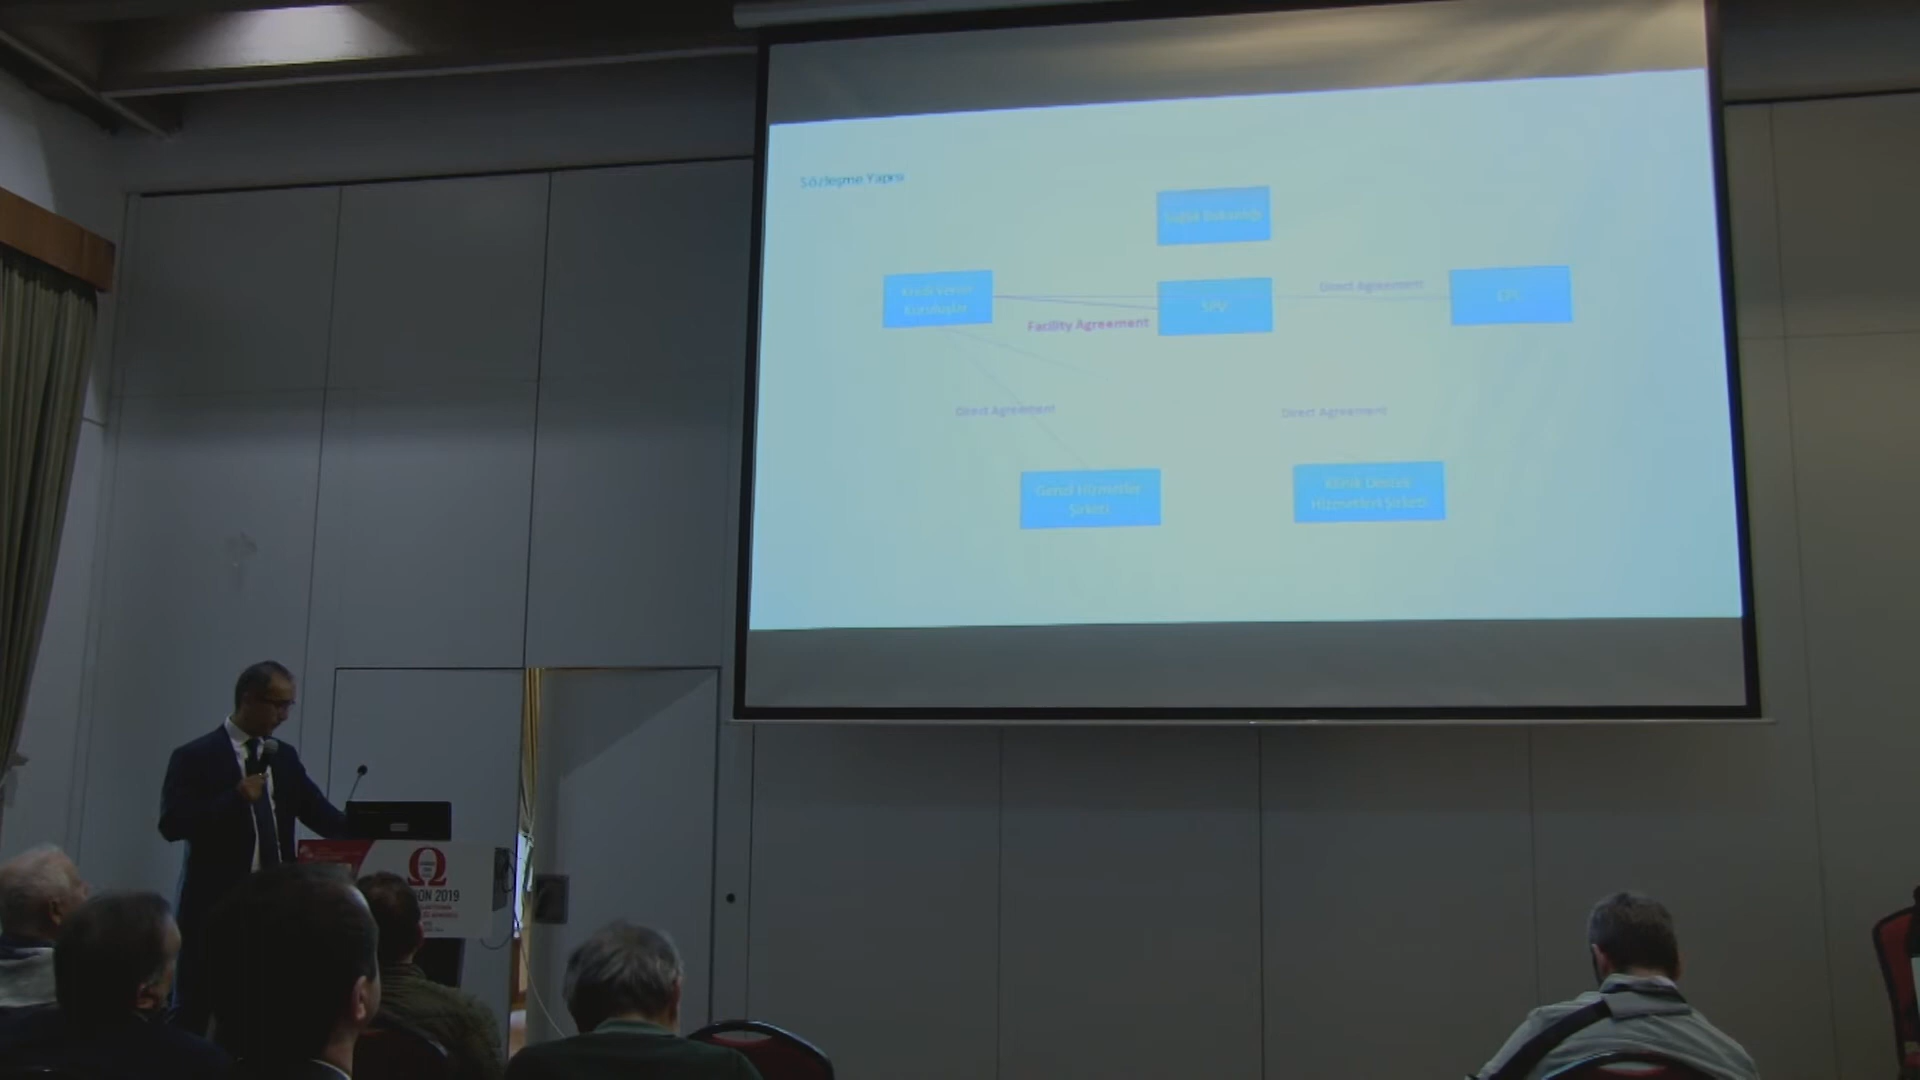 Sözleşme Yapısı
Sağlık Bakanlığı
Kredi Veren
Kuruluşlar
SPV
Direct Agreement
EPC
Facility Agreement
Direct Agreement
Direct Agreement
Genel Hizmetler
Şirketi
Klinik Destek
Hizmetleri Şirketi
Ω
ON 2019